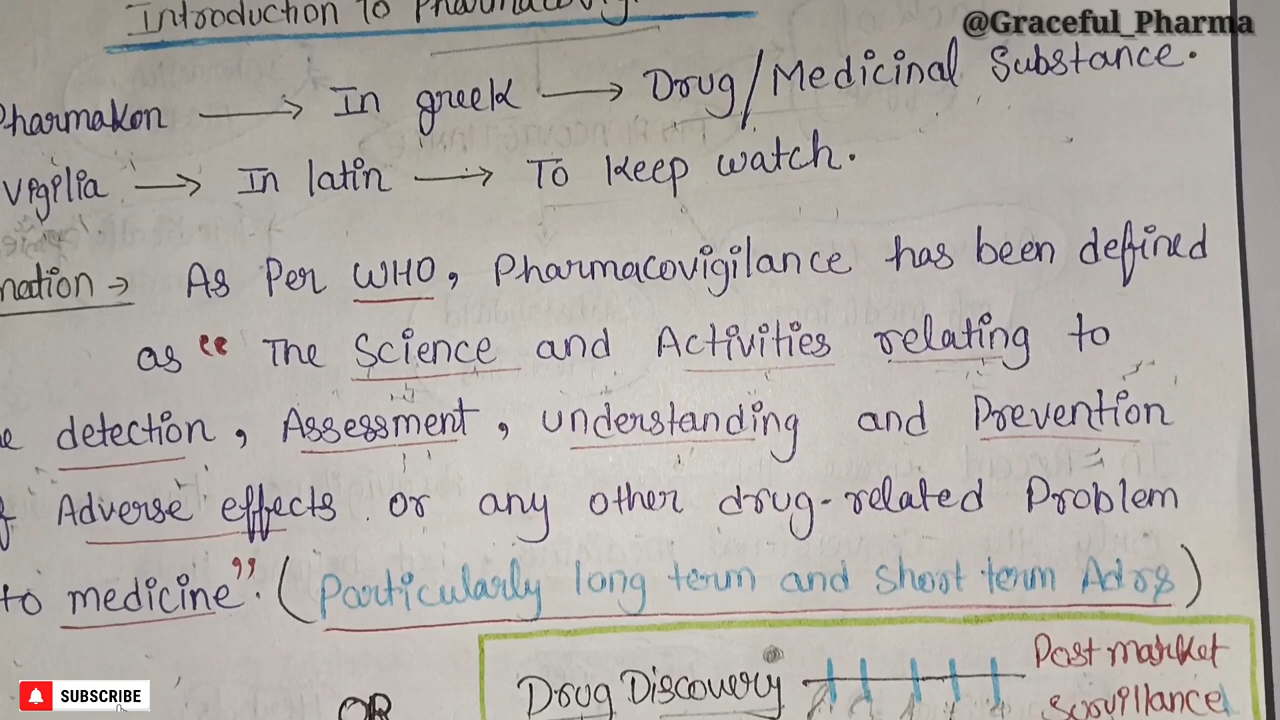 Introduction To
@Graceful_Pharma
Pharmakon → In greek → Drug/Medicinal Substance.
Vigilia → In latin → To Keep watch.
nation → As Per WHO, Pharmacovigilance has been defined
as " The Science and Activities relating to
detection, Assessment, understanding and Prevention
Adverse effects or any other drug-related Problem
to medicine". (Particularly long term and short term Adrs)
OR
Drug Discovery
Post market
Survillance
SUBSCRIBE